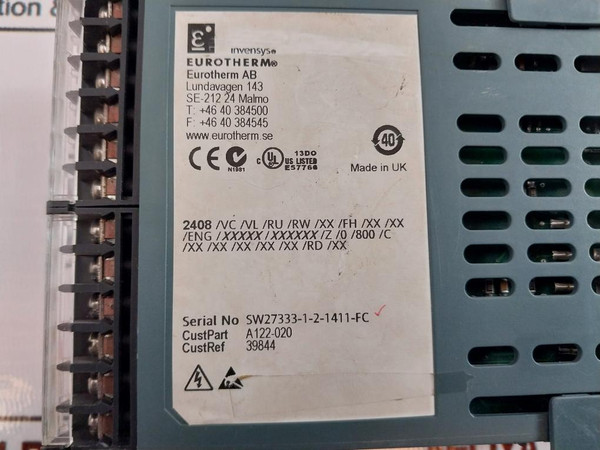 invensys
EUROTHERM®
Eurotherm AB
Lundavagen 143
SE-212 24 Malmo
T: +46 40 384500
F: +46 40 384545
www.eurotherm.se
CE N1981 c UL US LISTED 13DO E57766 40
Made in UK
2408 /VC /VL /RU /RW /XX /FH /XX /XX
/ENG /XXXXX /XXXXXX /Z /0 /800 /C
/XX /XX /XX /XX /XX /RD /XX
Serial No SW27333-1-2-1411-FC
CustPart A122-020
CustRef 39844